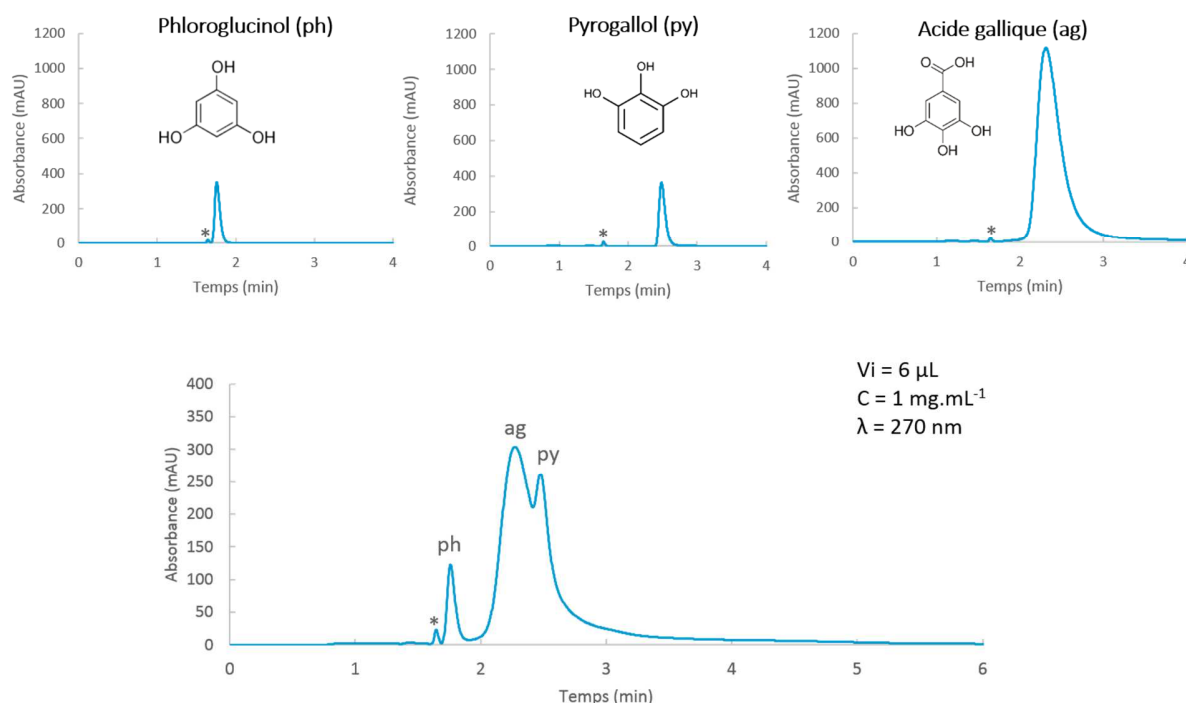 Phloroglucinol (ph)
1200
1000
800
600
400
200
0
Absorbance (mAU)
OH
HO
OH
*
0 1 2 3 4
Temps (min)
Pyrogallol (py)
1200
1000
800
600
400
200
0
Absorbance (mAU)
OH
HO
OH
*
0 1 2 3 4
Temps (min)
Acide gallique (ag)
1200
1000
800
600
400
200
0
Absorbance (mAU)
O
OH
HO
OH
OH
*
0 1 2 3 4
Temps (min)
400
350
300
250
200
150
100
50
0
Absorbance (mAU)
*
ph
ag
py
0 1 2 3 4 5 6
Temps (min)
Vi = 6 µL
C = 1 mg.mL⁻¹
λ = 270 nm